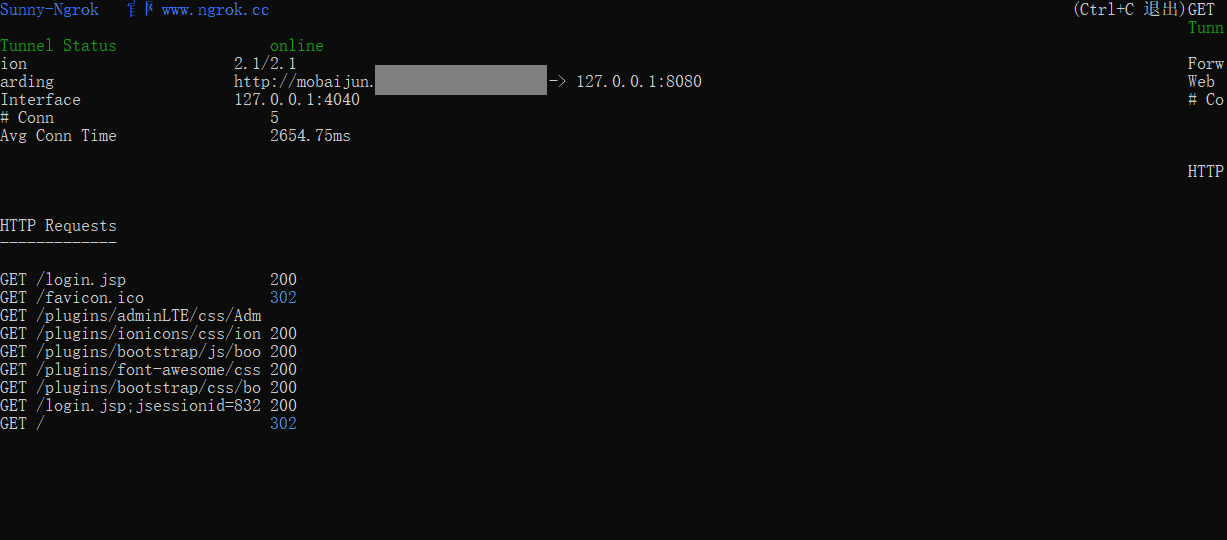 Sunny-Ngrok www.ngrok.cc (Ctrl+C 退出)GET
Tunn
Tunnel Status online
ion 2.1/2.1 Forw
arding http://mobaijun. -> 127.0.0.1:8080 Web
Interface 127.0.0.1:4040 # Co
# Conn 5
Avg Conn Time 2654.75ms
HTTP
HTTP Requests
-------------
GET /login.jsp 200
GET /favicon.ico 302
GET /plugins/adminLTE/css/Adm
GET /plugins/ionicons/css/ion 200
GET /plugins/bootstrap/js/boo 200
GET /plugins/font-awesome/css 200
GET /plugins/bootstrap/css/bo 200
GET /login.jsp;jsessionid=832 200
GET / 302